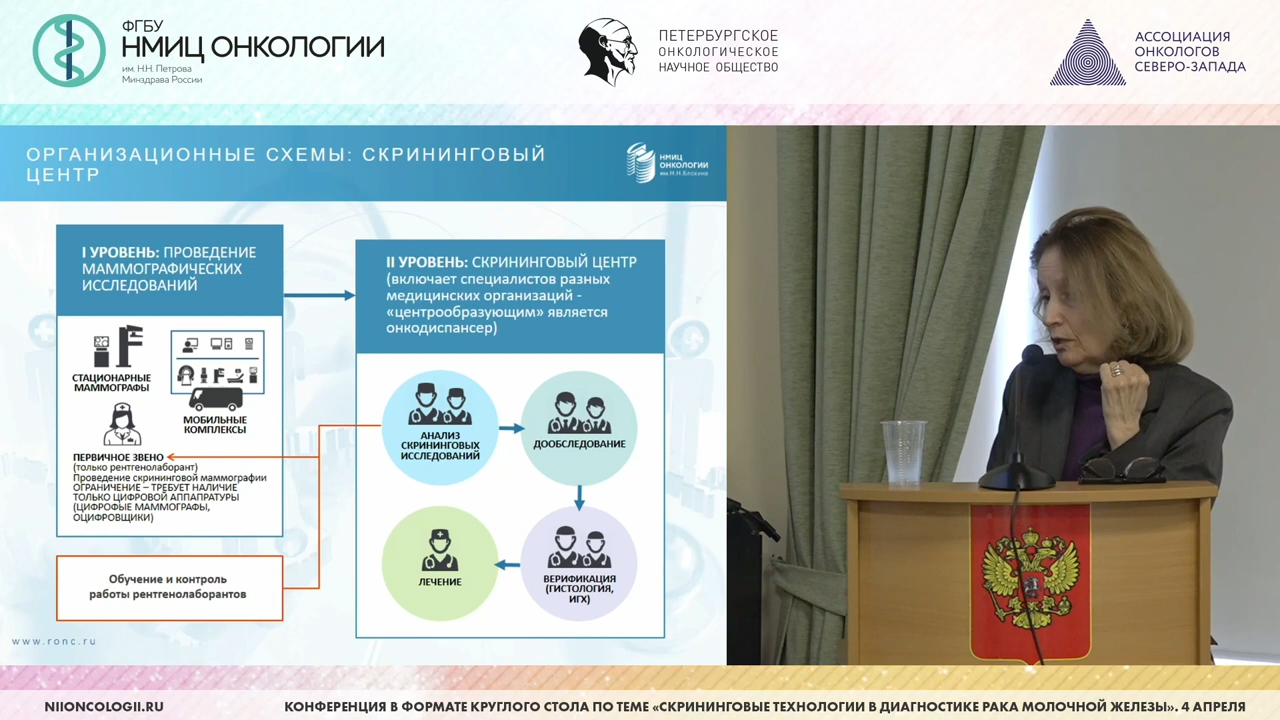 ФГБУ
НМИЦ ОНКОЛОГИИ
им. Н.Н. Петрова
Минздрава России
ПЕТЕРБУРГСКОЕ
ОНКОЛОГИЧЕСКОЕ
НАУЧНОЕ ОБЩЕСТВО
АССОЦИАЦИЯ
ОНКОЛОГОВ
СЕВЕРО-ЗАПАДА
ОРГАНИЗАЦИОННЫЕ СХЕМЫ: СКРИНИНГОВЫЙ
ЦЕНТР
НМИЦ
ОНКОЛОГИИ
им.Н.Н.Блохина
I УРОВЕНЬ: ПРОВЕДЕНИЕ
МАММОГРАФИЧЕСКИХ
ИССЛЕДОВАНИЙ
СТАЦИОНАРНЫЕ
МАММОГРАФЫ
МОБИЛЬНЫЕ
КОМПЛЕКСЫ
ПЕРВИЧНОЕ ЗВЕНО
(только рентгенолаборант)
Проведение скрининговой маммографии
ОГРАНИЧЕНИЕ – ТРЕБУЕТ НАЛИЧИЕ
ТОЛЬКО ЦИФРОВОЙ АППАПРАТУРЫ
(ЦИФРОФЫЕ МАММОГРАФЫ,
ОЦИФРОВЩИКИ)
Обучение и контроль
работы рентгенолаборантов
II УРОВЕНЬ: СКРИНИНГОВЫЙ ЦЕНТР
(включает специалистов разных
медицинских организаций -
«центрообразующим» является
онкодиспансер)
АНАЛИЗ
СКРИНИНГОВЫХ
ИССЛЕДОВАНИЙ
ДООБСЛЕДОВАНИЕ
ЛЕЧЕНИЕ
ВЕРИФИКАЦИЯ
(ГИСТОЛОГИЯ,
ИГХ)
www.ronc.ru
NIIONCOLOGII.RU
КОНФЕРЕНЦИЯ В ФОРМАТЕ КРУГЛОГО СТОЛА ПО ТЕМЕ «СКРИНИНГОВЫЕ ТЕХНОЛОГИИ В ДИАГНОСТИКЕ РАКА МОЛОЧНОЙ ЖЕЛЕЗЫ». 4 АПРЕЛЯ